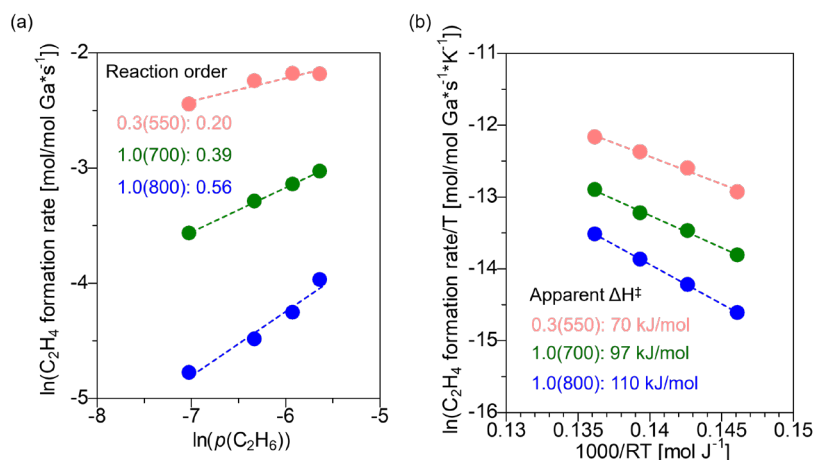 (a)
ln(C₂H₄ formation rate [mol/mol Ga*s⁻¹])
-2
-3
-4
-5
Reaction order
0.3(550): 0.20
1.0(700): 0.39
1.0(800): 0.56
-8 -7 -6 -5
ln(p(C₂H₆))
(b)
ln(C₂H₄ formation rate/T [mol/mol Ga*s⁻¹*K⁻¹])
-11
-12
-13
-14
-15
-16
Apparent ΔH‡
0.3(550): 70 kJ/mol
1.0(700): 97 kJ/mol
1.0(800): 110 kJ/mol
0.13 0.135 0.14 0.145 0.15
1000/RT [mol J⁻¹]